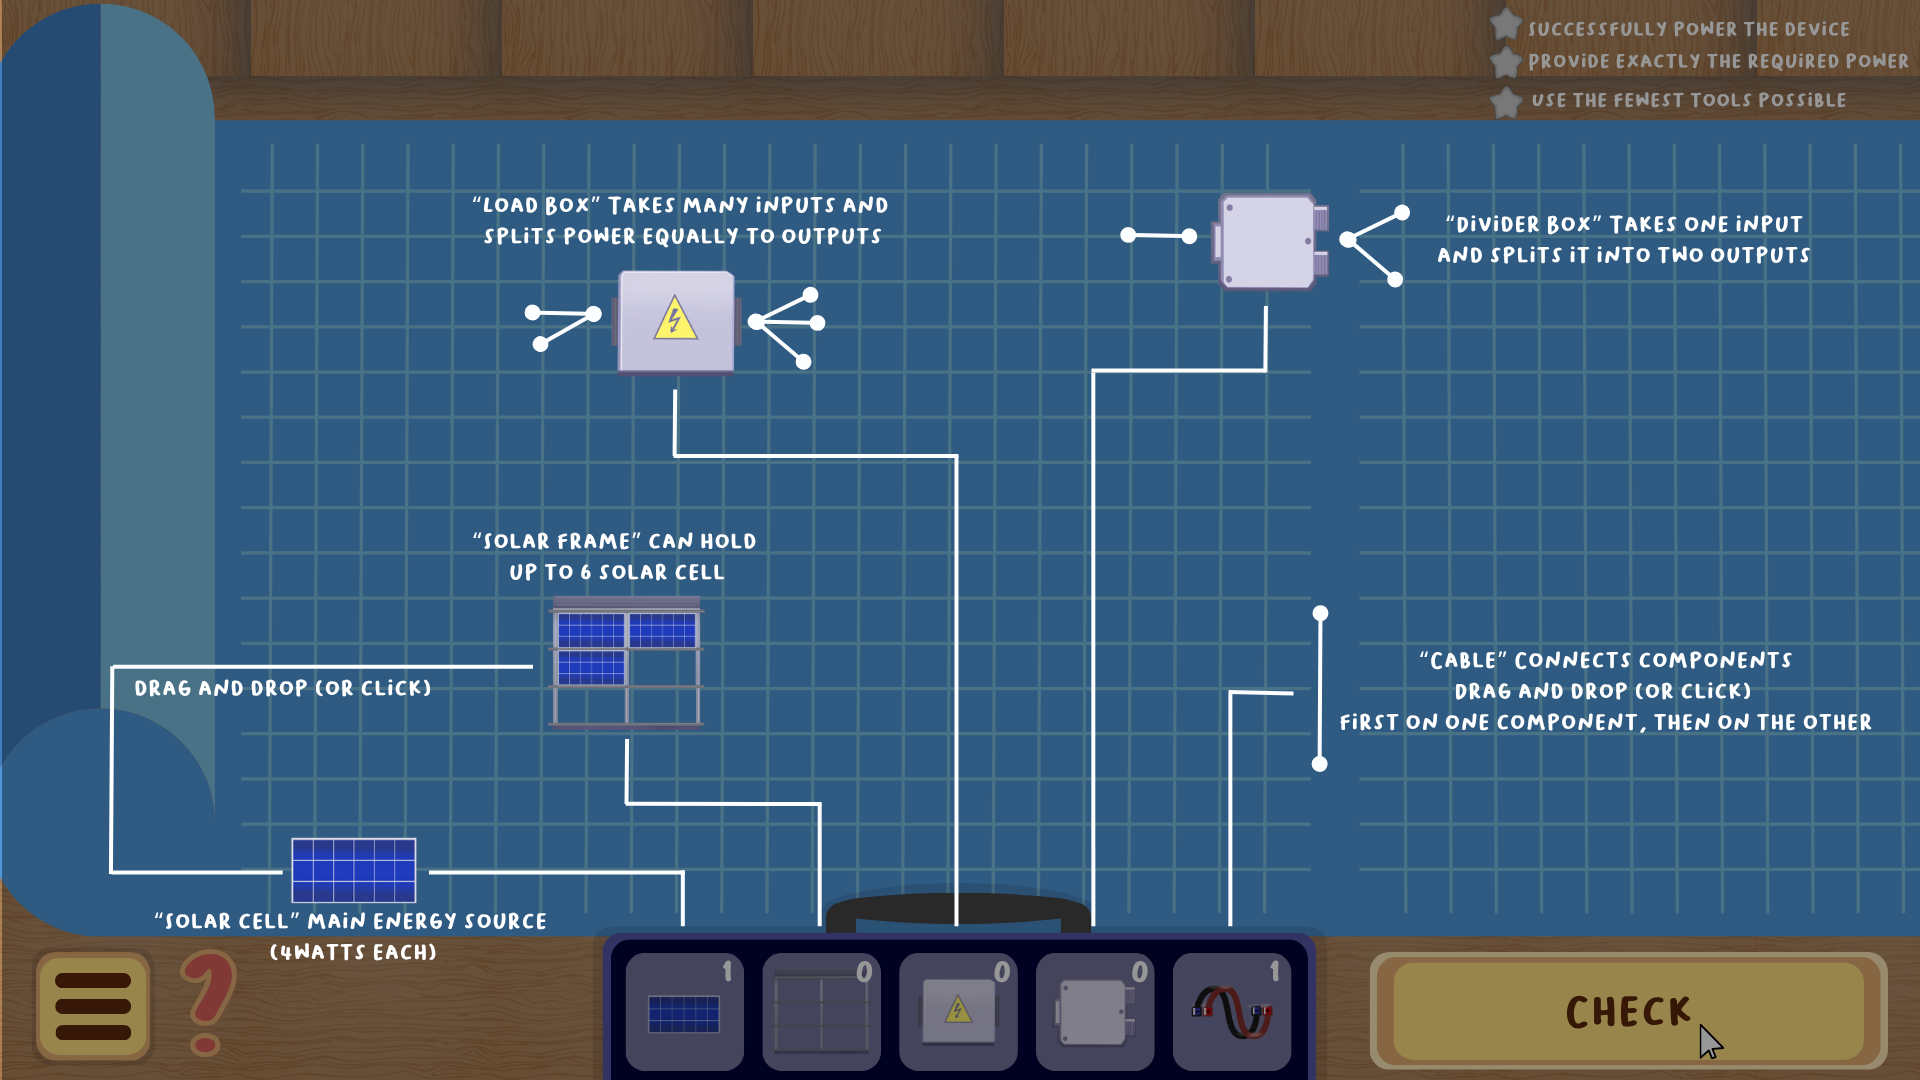 SUCCESSFULLY POWER THE DEVICE
PROVIDE EXACTLY THE REQUIRED POWER
USE THE FEWEST TOOLS POSSIBLE
"LOAD BOX" TAKES MANY INPUTS AND
SPLITS POWER EQUALLY TO OUTPUTS
"DIVIDER BOX" TAKES ONE INPUT
AND SPLITS IT INTO TWO OUTPUTS
"SOLAR FRAME" CAN HOLD
UP TO 6 SOLAR CELL
DRAG AND DROP (OR CLICK)
"CABLE" CONNECTS COMPONENTS
DRAG AND DROP (OR CLICK)
FIRST ON ONE COMPONENT, THEN ON THE OTHER
"SOLAR CELL" MAIN ENERGY SOURCE
(4WATTS EACH)
?
1
0
0
0
1
CHECK